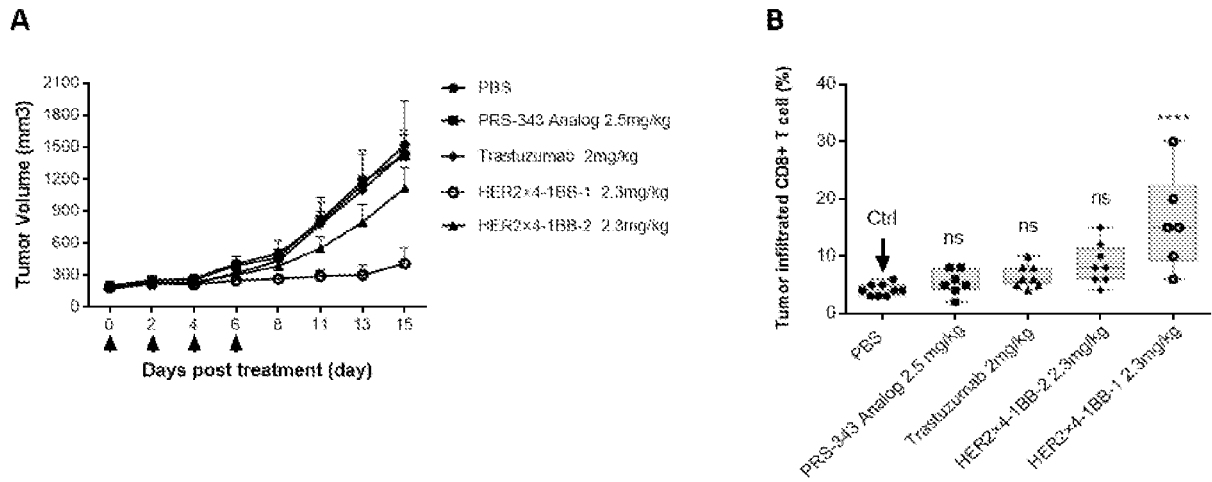 A
Tumor Volume (mm3)
2100
1800
1500
1200
900
600
300
0
0 2 4 6 8 11 13 15
Days post treatment (day)
PBS
PRS-343 Analog 2.5mg/kg
Trastuzumab 2mg/kg
HER2×4-1BB-1 2.3mg/kg
HER2×4-1BB-2 2.3mg/kg
B
Tumor infiltrated CD8+ T cell (%)
40
30
20
10
0
Ctrl
ns
ns
ns
****
PBS
PRS-343 Analog 2.5 mg/kg
Trastuzumab 2mg/kg
HER2×4-1BB-2 2.3mg/kg
HER2×4-1BB-1 2.3mg/kg